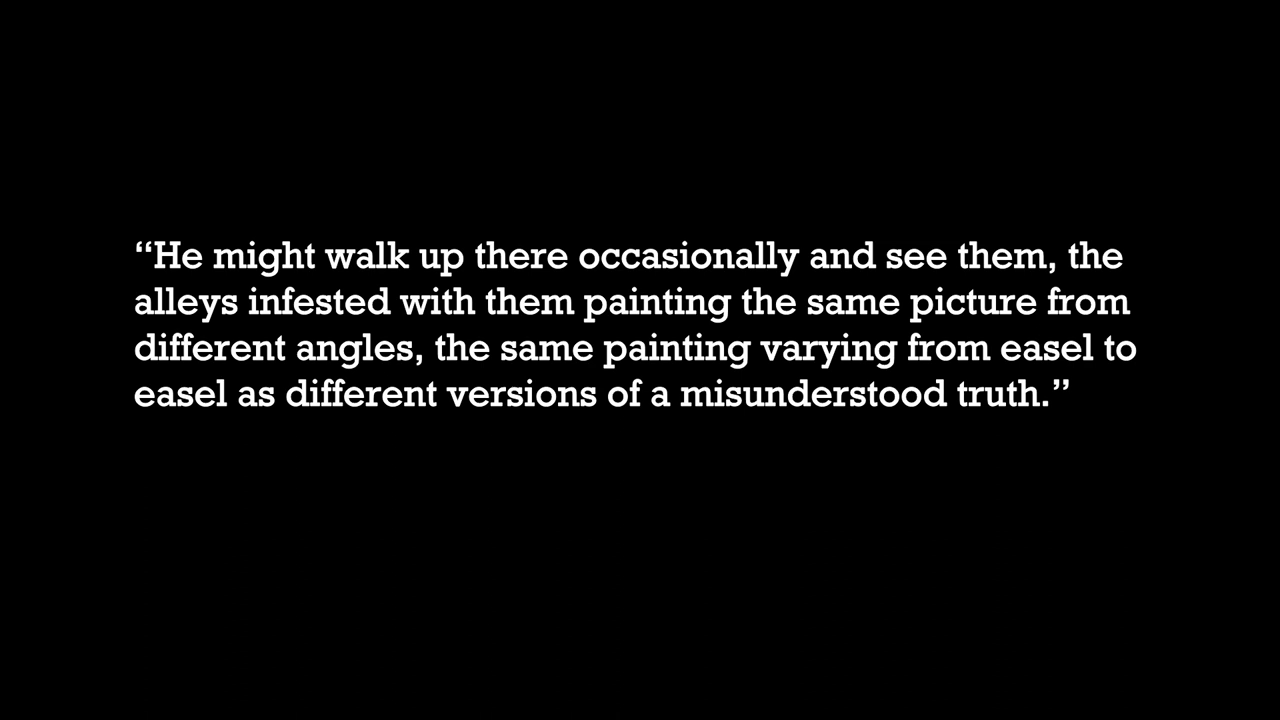 “He might walk up there occasionally and see them, the
alleys infested with them painting the same picture from
different angles, the same painting varying from easel to
easel as different versions of a misunderstood truth.”